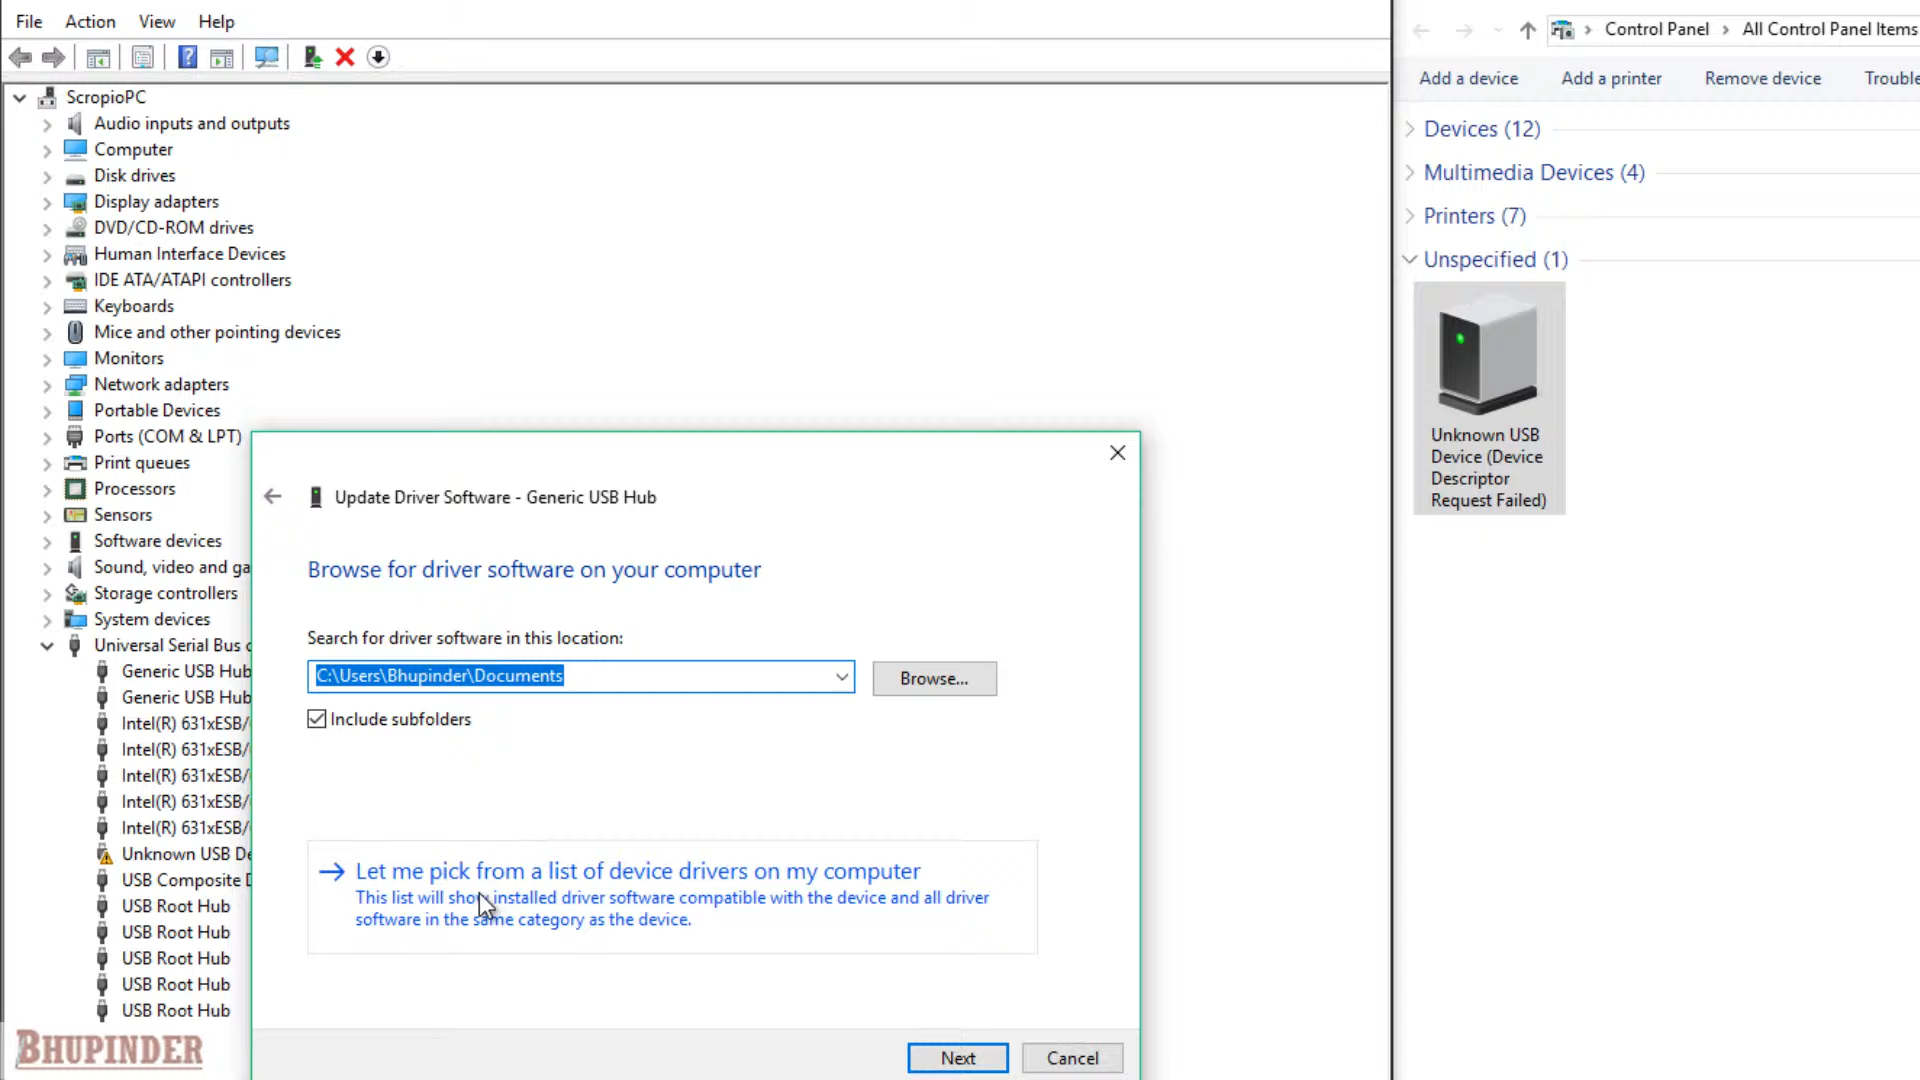 File Action View Help
ScropioPC
Audio inputs and outputs
Computer
Disk drives
Display adapters
DVD/CD-ROM drives
Human Interface Devices
IDE ATA/ATAPI controllers
Keyboards
Mice and other pointing devices
Monitors
Network adapters
Portable Devices
Ports (COM & LPT)
Print queues
Processors
Sensors
Software devices
Sound, video and ga
Storage controllers
System devices
Universal Serial Bus c
Generic USB Hub
Generic USB Hub
Intel(R) 631xESB/
Intel(R) 631xESB/
Intel(R) 631xESB/
Intel(R) 631xESB/
Intel(R) 631xESB/
Unknown USB De
USB Composite D
USB Root Hub
USB Root Hub
USB Root Hub
USB Root Hub
USB Root Hub
BHUPINDER
Update Driver Software - Generic USB Hub
Browse for driver software on your computer
Search for driver software in this location:
C:\Users\Bhupinder\Documents
Browse...
Include subfolders
Let me pick from a list of device drivers on my computer
This list will show installed driver software compatible with the device and all driver
software in the same category as the device.
Next Cancel
Control Panel > All Control Panel Items
Add a device Add a printer Remove device Trouble
Devices (12)
Multimedia Devices (4)
Printers (7)
Unspecified (1)
Unknown USB
Device (Device
Descriptor
Request Failed)